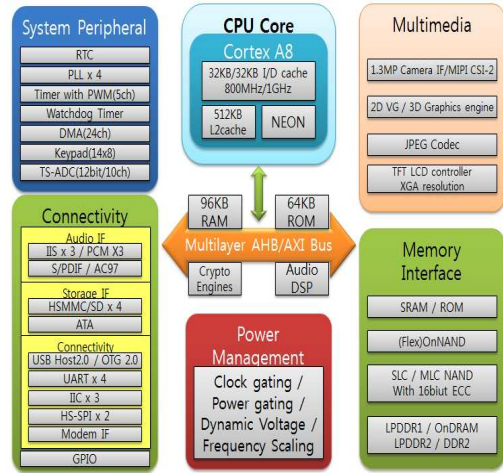 System Peripheral
RTC
PLL x 4
Timer with PWM(5ch)
Watchdog Timer
DMA(24ch)
Keypad(14x8)
TS-ADC(12bit/10ch)
CPU Core
Cortex A8
32KB/32KB I/D cache
800MHz/1GHz
512KB
L2cache
NEON
Multimedia
1.3MP Camera IF/MIPI CSI-2
2D VG / 3D Graphics engine
JPEG Codec
TFT LCD controller
XGA resolution
Connectivity
Audio IF
IIS x 3 / PCM X3
S/PDIF / AC97
Storage IF
HSMMC/SD x 4
ATA
Connectivity
USB Host2.0 / OTG 2.0
UART x 4
IIC x 3
HS-SPI x 2
Modem IF
GPIO
96KB
RAM
64KB
ROM
Multilayer AHB/AXI Bus
Crypto
Engines
Audio
DSP
Power
Management
Clock gating /
Power gating /
Dynamic Voltage /
Frequency Scaling
Memory
Interface
SRAM / ROM
(Flex)OnNAND
SLC / MLC NAND
With 16biut ECC
LPDDR1 / OnDRAM
LPDDR2 / DDR2